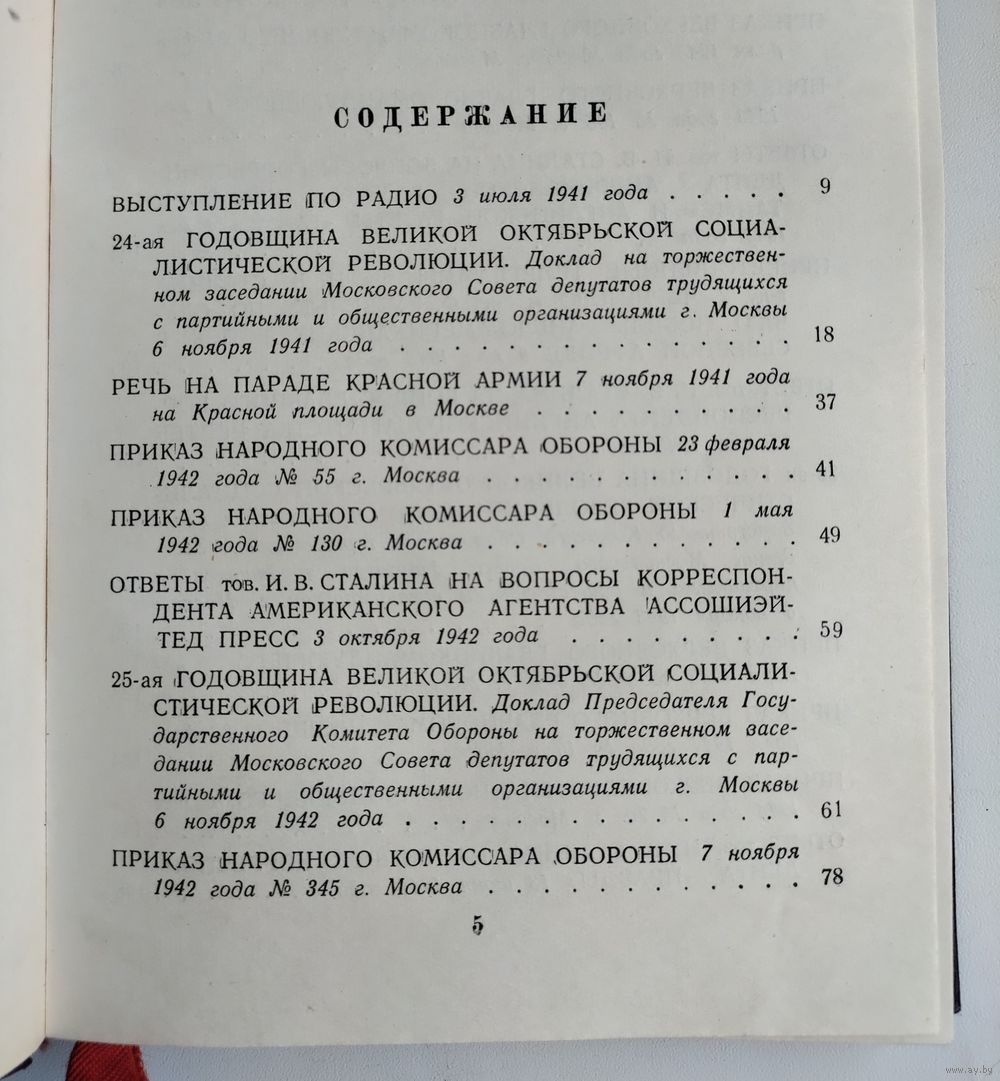 СОДЕРЖАНИЕ
ВЫСТУПЛЕНИЕ ПО РАДИО 3 июля 1941 года . . . . . 9
24-ая ГОДОВЩИНА ВЕЛИКОЙ ОКТЯБРЬСКОЙ СОЦИА-
ЛИСТИЧЕСКОЙ РЕВОЛЮЦИИ. Доклад на торжествен-
ном заседании Московского Совета депутатов трудящихся
с партийными и общественными организациями г. Москвы
6 ноября 1941 года . . . . . . . . . . . . . . . 18
РЕЧЬ НА ПАРАДЕ КРАСНОЙ АРМИИ 7 ноября 1941 года
на Красной площади в Москве . . . . . . . . . . 37
ПРИКАЗ НАРОДНОГО КОМИССАРА ОБОРОНЫ 23 февраля
1942 года № 55 г. Москва . . . . . . . . . . . . 41
ПРИКАЗ НАРОДНОГО КОМИССАРА ОБОРОНЫ 1 мая
1942 года № 130 г. Москва . . . . . . . . . . . . 49
ОТВЕТЫ тов. И. В. СТАЛИНА НА ВОПРОСЫ КОРРЕСПОН-
ДЕНТА АМЕРИКАНСКОГО АГЕНТСТВА АССОШИЭЙ-
ТЕД ПРЕСС 3 октября 1942 года . . . . . . . . . 59
25-ая ГОДОВЩИНА ВЕЛИКОЙ ОКТЯБРЬСКОЙ СОЦИАЛИ-
СТИЧЕСКОЙ РЕВОЛЮЦИИ. Доклад Председателя Госу-
дарственного Комитета Обороны на торжественном засе-
дании Московского Совета депутатов трудящихся с пар-
тийными и общественными организациями г. Москвы
6 ноября 1942 года . . . . . . . . . . . . . . . 61
ПРИКАЗ НАРОДНОГО КОМИССАРА ОБОРОНЫ 7 ноября
1942 года № 345 г. Москва . . . . . . . . . . . . 78
5
www.ay.by